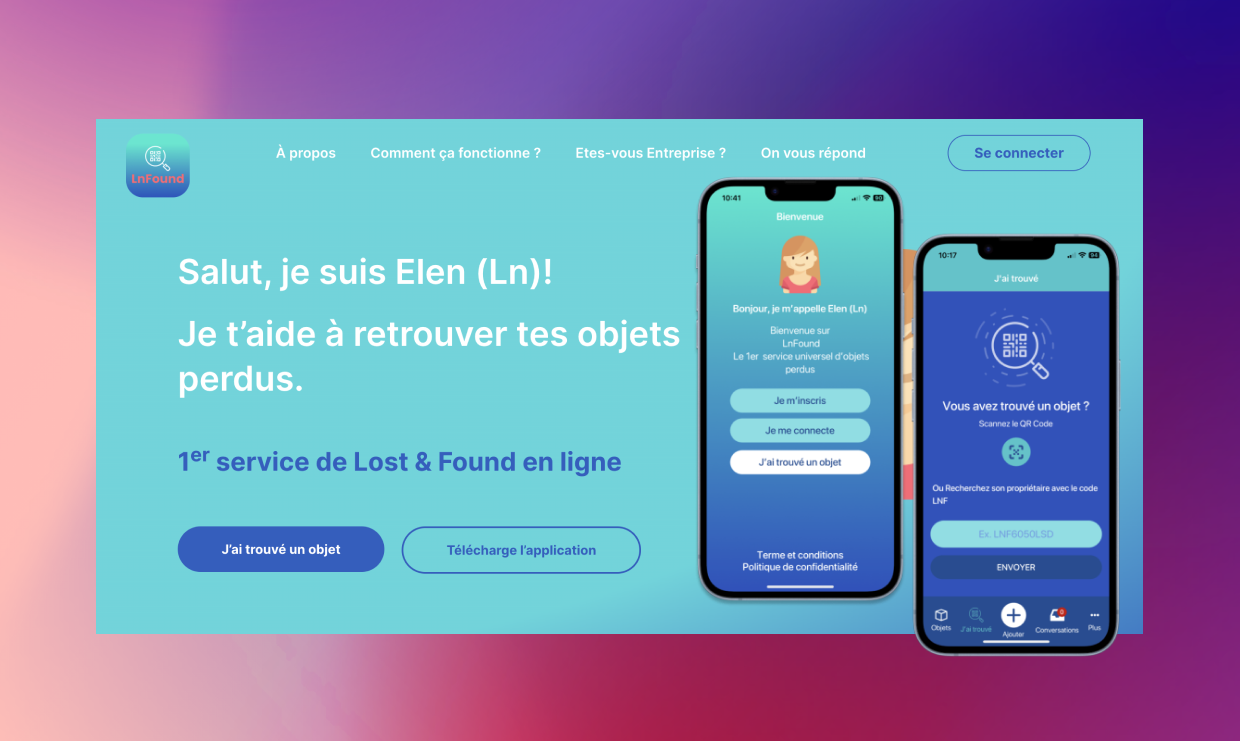 LnFound
À propos
Comment ça fonctionne ?
Etes-vous Entreprise ?
On vous répond
Se connecter
Salut, je suis Elen (Ln)!
Je t’aide à retrouver tes objets
perdus.
1er service de Lost & Found en ligne
J’ai trouvé un objet
Télécharge l’application
10:41
90
Bienvenue
Bonjour, je m'appelle Elen (Ln)
Bienvenue sur
LnFound
Le 1er service universel d'objets
perdus
Je m'inscris
Je me connecte
J'ai trouvé un objet
Terme et conditions
Politique de confidentialité
10:17
94
J'ai trouvé
Vous avez trouvé un objet ?
Scannez le QR Code
Ou Recherchez son propriétaire avec le code
LNF
Ex. LNF6050LSD
ENVOYER
0
Objets
J'ai trouvé
Ajouter
Conversations
Plus